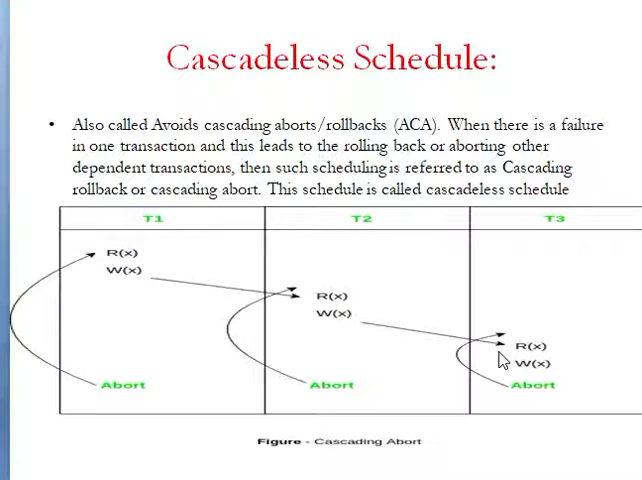 Cascadeless Schedule:
• Also called Avoids cascading aborts/rollbacks (ACA). When there is a failure
in one transaction and this leads to the rolling back or aborting other
dependent transactions, then such scheduling is referred to as Cascading
rollback or cascading abort. This schedule is called cascadeless schedule
T1 T2 T3
R(x)
W(x)
R(x)
W(x)
R(x)
W(x)
Abort Abort Abort
Figure - Cascading Abort